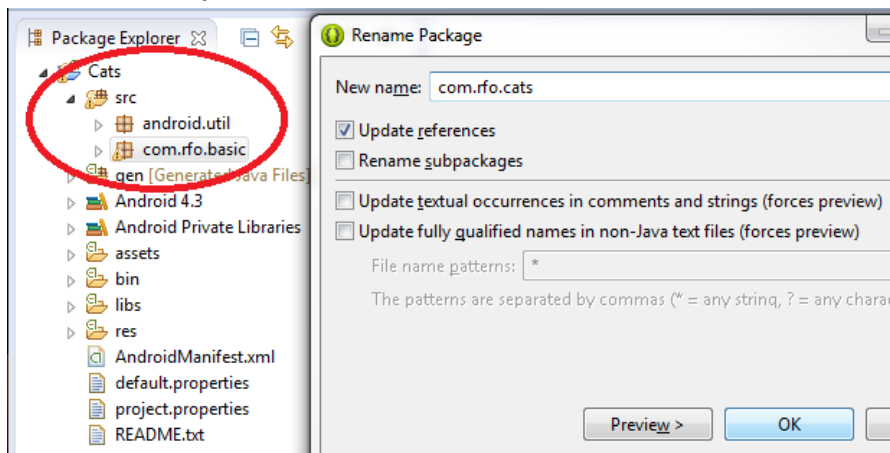 Package Explorer
Cats
src
android.util
com.rfo.basic
gen [Generated Java Files]
Android 4.3
Android Private Libraries
assets
bin
libs
res
AndroidManifest.xml
default.properties
project.properties
README.txt
Rename Package
New name: com.rfo.cats
Update references
Rename subpackages
Update textual occurrences in comments and strings (forces preview)
Update fully qualified names in non-Java text files (forces preview)
File name patterns: *
The patterns are separated by commas (* = any string, ? = any
Preview > OK